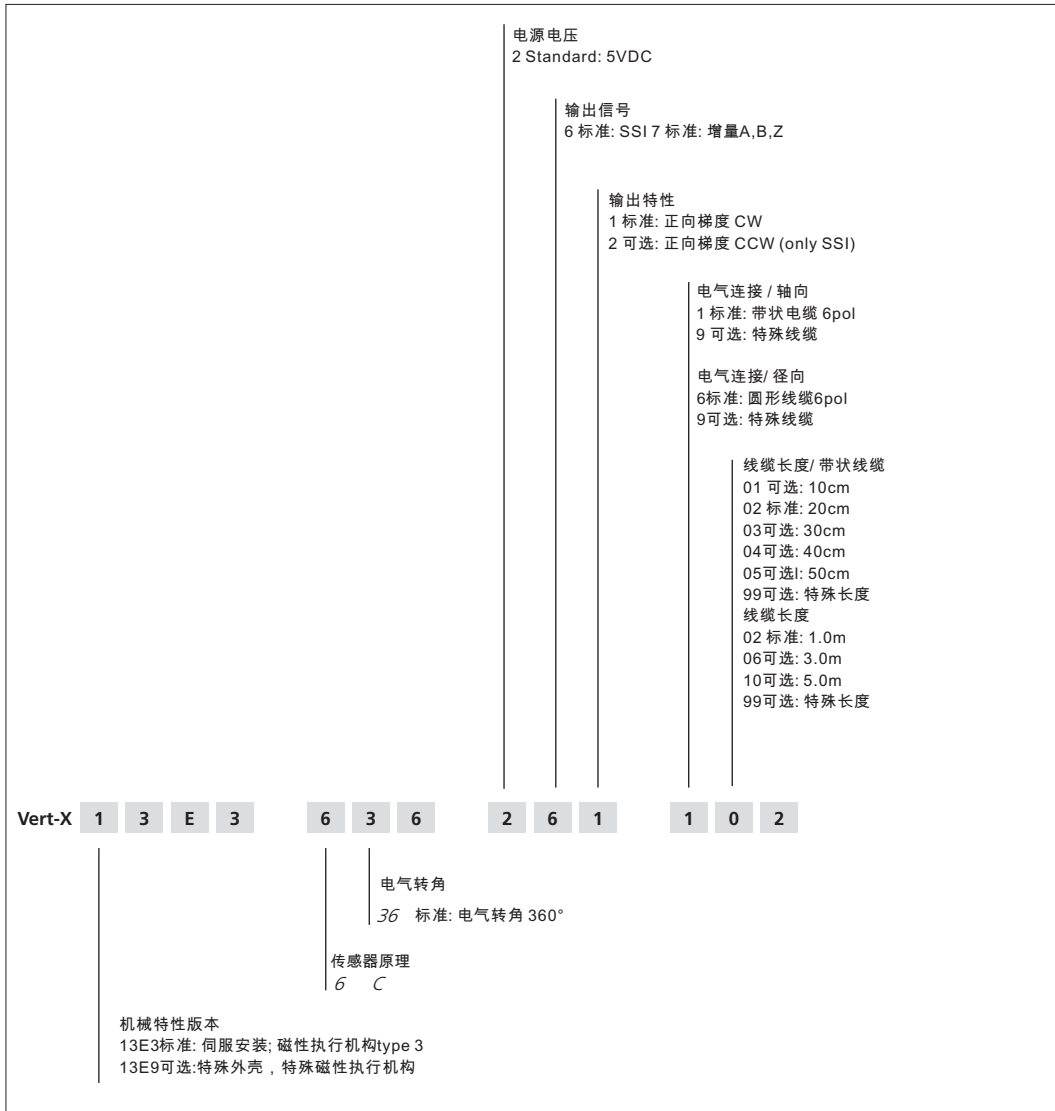 电源电压
2 Standard: 5VDC
输出信号
6 标准: SSI 7 标准: 增量A,B,Z
输出特性
1 标准: 正向梯度 CW
2 可选: 正向梯度 CCW (only SSI)
电气连接 / 轴向
1 标准: 带状电缆 6pol
9 可选: 特殊线缆
电气连接/ 径向
6标准: 圆形线缆6pol
9可选: 特殊线缆
线缆长度/ 带状线缆
01 可选: 10cm
02 标准: 20cm
03可选: 30cm
04可选: 40cm
05可选l: 50cm
99可选: 特殊长度
线缆长度
02 标准: 1.0m
06可选: 3.0m
10可选: 5.0m
99可选: 特殊长度
Vert-X 1 3 E 3 6 3 6 2 6 1 1 0 2
电气转角
36 标准: 电气转角 360°
传感器原理
6 C
机械特性版本
13E3标准: 伺服安装; 磁性执行机构type 3
13E9可选:特殊外壳，特殊磁性执行机构